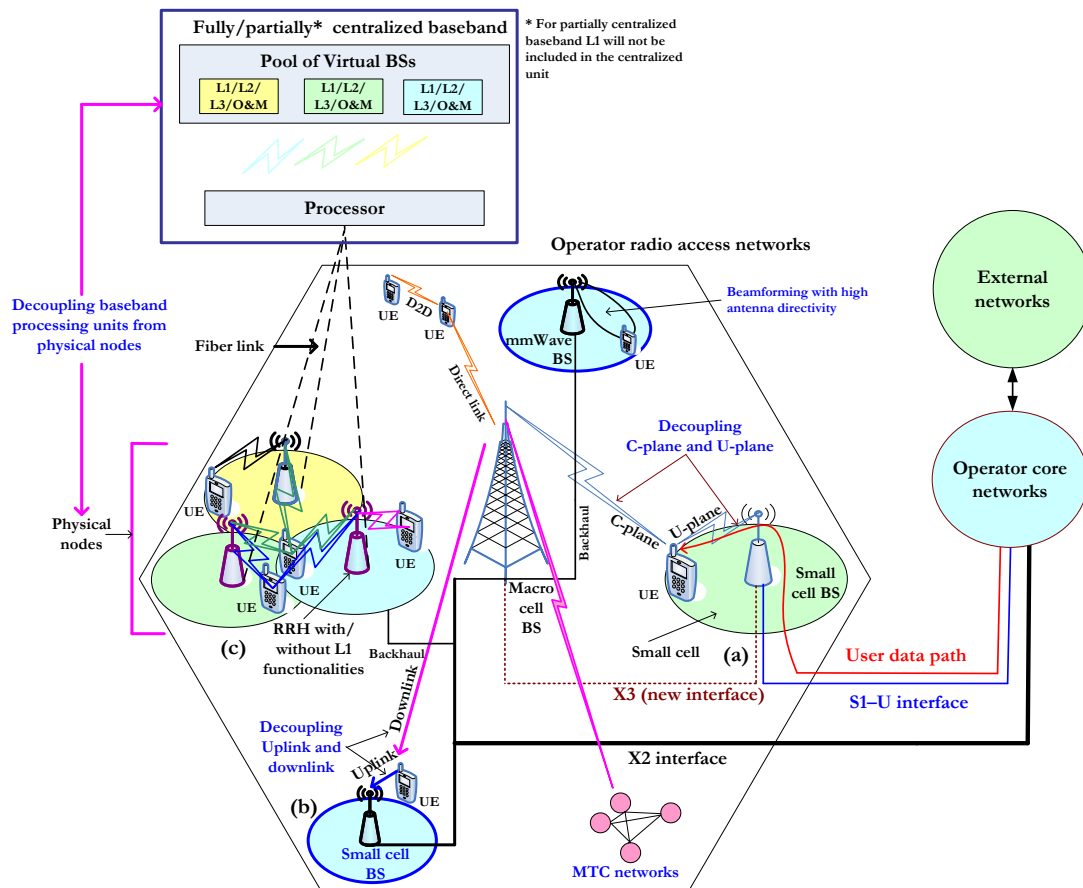 Fully/partially* centralized baseband
* For partially centralized
baseband L1 will not be
included in the centralized
unit
Pool of Virtual BSs
L1/L2/
L3/O&M
L1/L2/
L3/O&M
L1/L2/
L3/O&M
Processor
Operator radio access networks
External
networks
Decoupling baseband
processing units from
physical nodes
Fiber link
UE
D2D
UE
Direct link
mmWave
BS
UE
Beamforming with high
antenna directivity
Decoupling
C-plane and U-plane
Operator core
networks
Backhaul
C-plane
U-plane
Physical
nodes
UE
UE
UE
UE
UE
Small
cell BS
Macro
cell
BS
(c)
RRH with/
without L1
functionalities
Backhaul
Small cell
(a)
User data path
X3 (new interface)
S1–U interface
Downlink
Decoupling
Uplink and
downlink
Uplink
X2 interface
UE
(b)
Small cell
BS
MTC networks